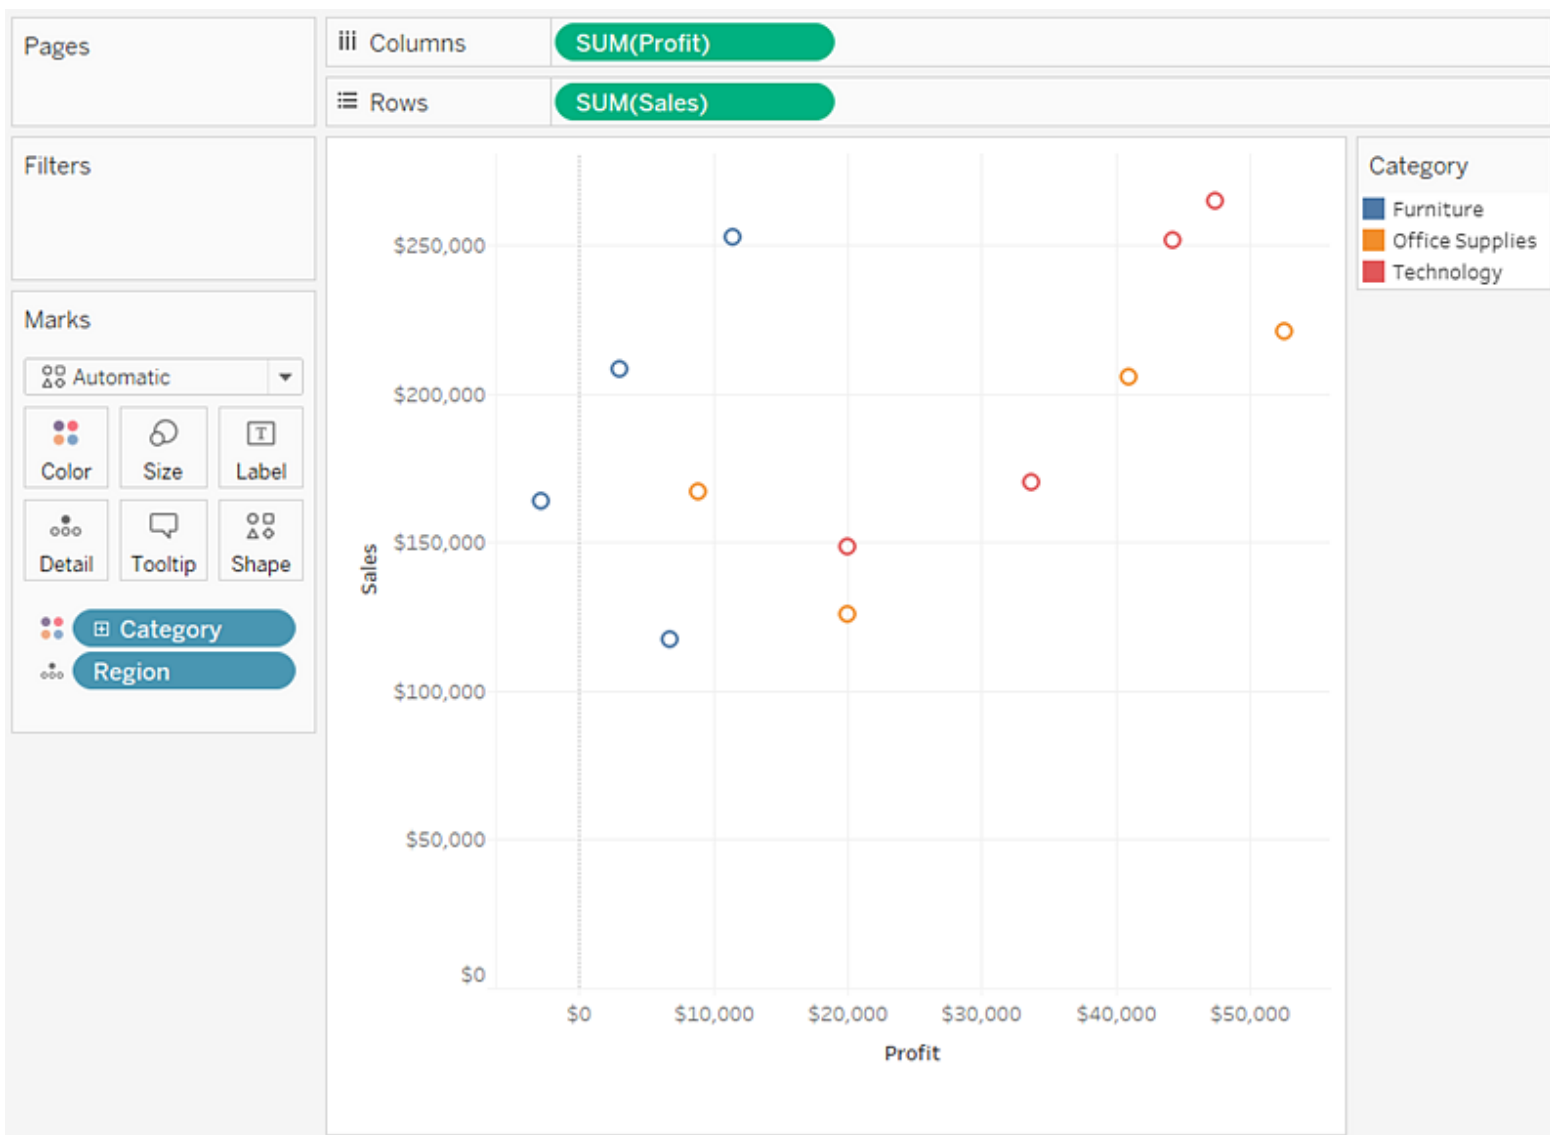 Pages
Columns
SUM(Profit)
Rows
SUM(Sales)
Filters
Marks
Automatic
Color
Size
Label
T
Detail
Tooltip
Shape
Category
Region
Sales
$250,000
$200,000
$150,000
$100,000
$50,000
$0
$0
$10,000
$20,000
$30,000
$40,000
$50,000
Profit
Category
Furniture
Office Supplies
Technology